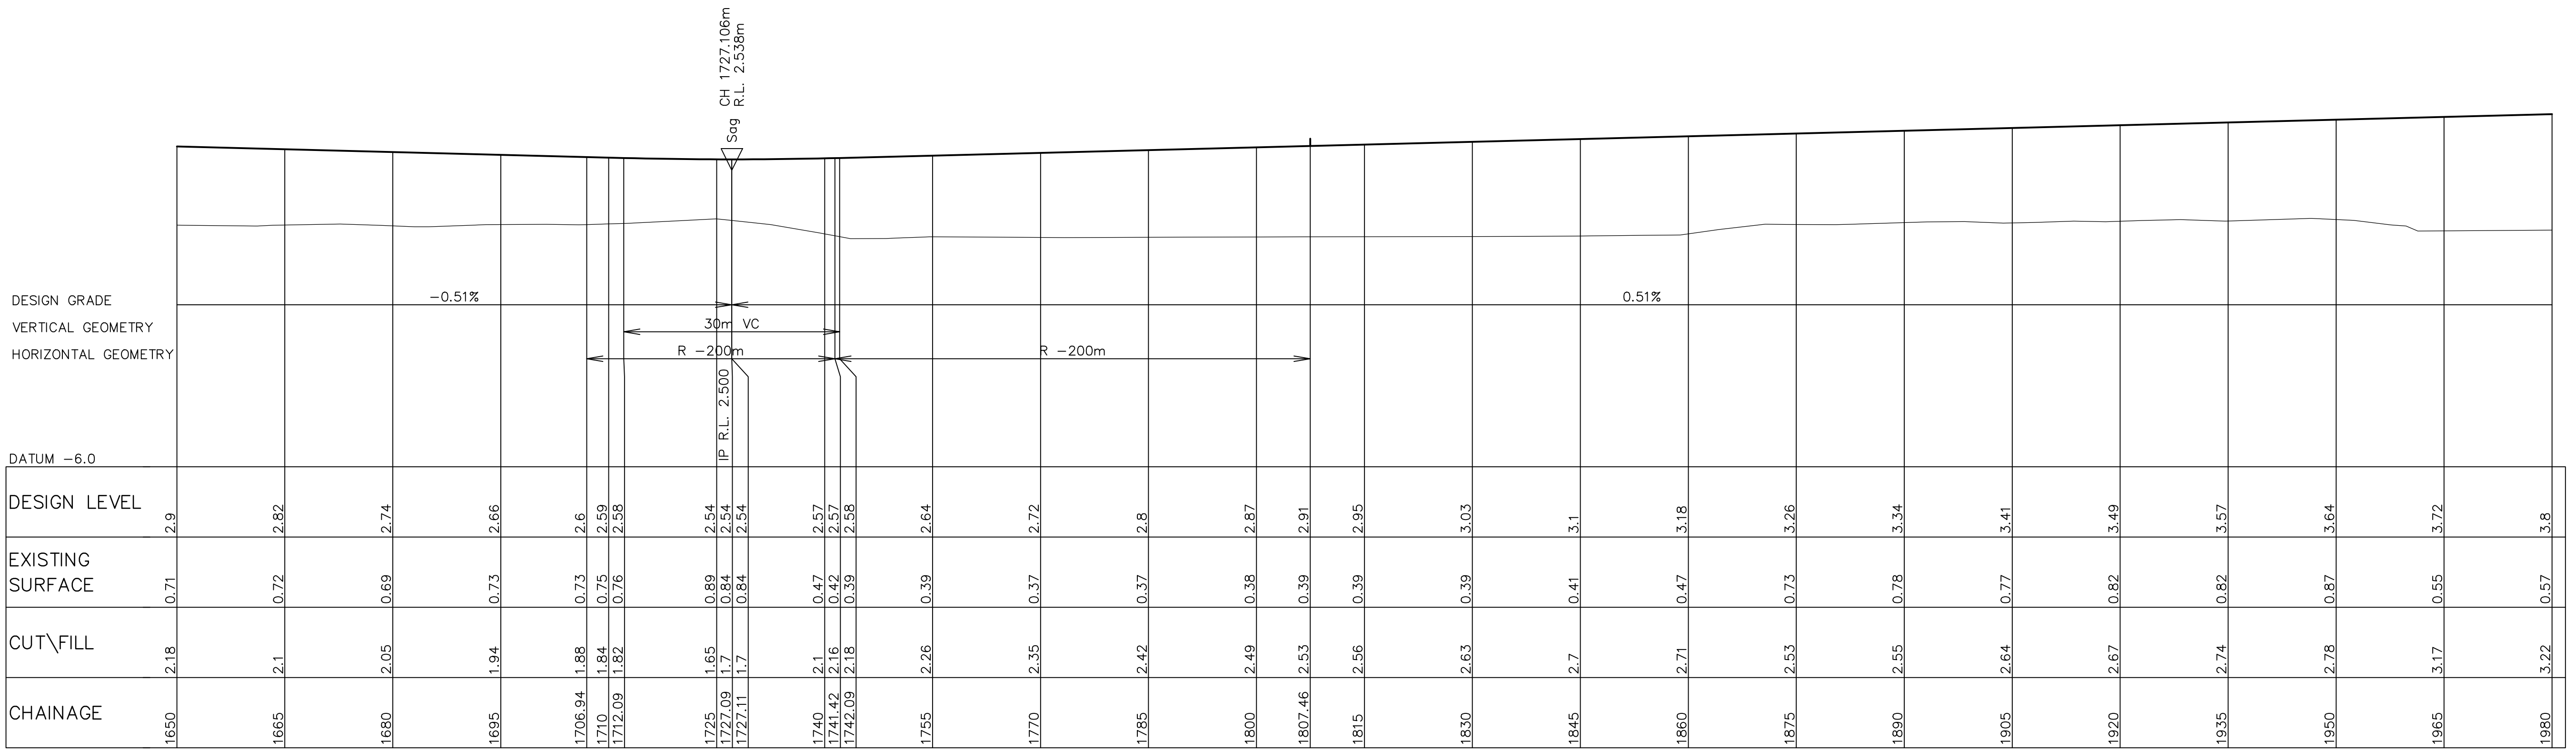 CH 1727.106m
R.L. 2.538m
Sag
DESIGN GRADE -0.51% 0.51%
VERTICAL GEOMETRY 30m VC
HORIZONTAL GEOMETRY R -200m R -200m
IP R.L. 2.500
DATUM -6.0
DESIGN LEVEL 2.9 2.82 2.74 2.66 2.6 2.59 2.58 2.54 2.54 2.54 2.57 2.57 2.58 2.64 2.72 2.8 2.87 2.91 2.95 3.03 3.1 3.18 3.26 3.34 3.41 3.49 3.57 3.64 3.72 3.8
EXISTING
SURFACE 0.71 0.72 0.69 0.73 0.73 0.75 0.76 0.89 0.84 0.84 0.47 0.42 0.39 0.39 0.37 0.37 0.38 0.39 0.39 0.39 0.41 0.47 0.73 0.78 0.77 0.82 0.82 0.87 0.55 0.57
CUT\FILL 2.18 2.1 2.05 1.94 1.88 1.84 1.82 1.65 1.7 1.7 2.1 2.16 2.18 2.26 2.35 2.42 2.49 2.53 2.56 2.63 2.7 2.71 2.53 2.55 2.64 2.67 2.74 2.78 3.17 3.22
CHAINAGE 1650 1665 1680 1695 1706.94 1710 1712.09 1725 1727.09 1727.11 1740 1741.42 1742.09 1755 1770 1785 1800 1807.46 1815 1830 1845 1860 1875 1890 1905 1920 1935 1950 1965 1980